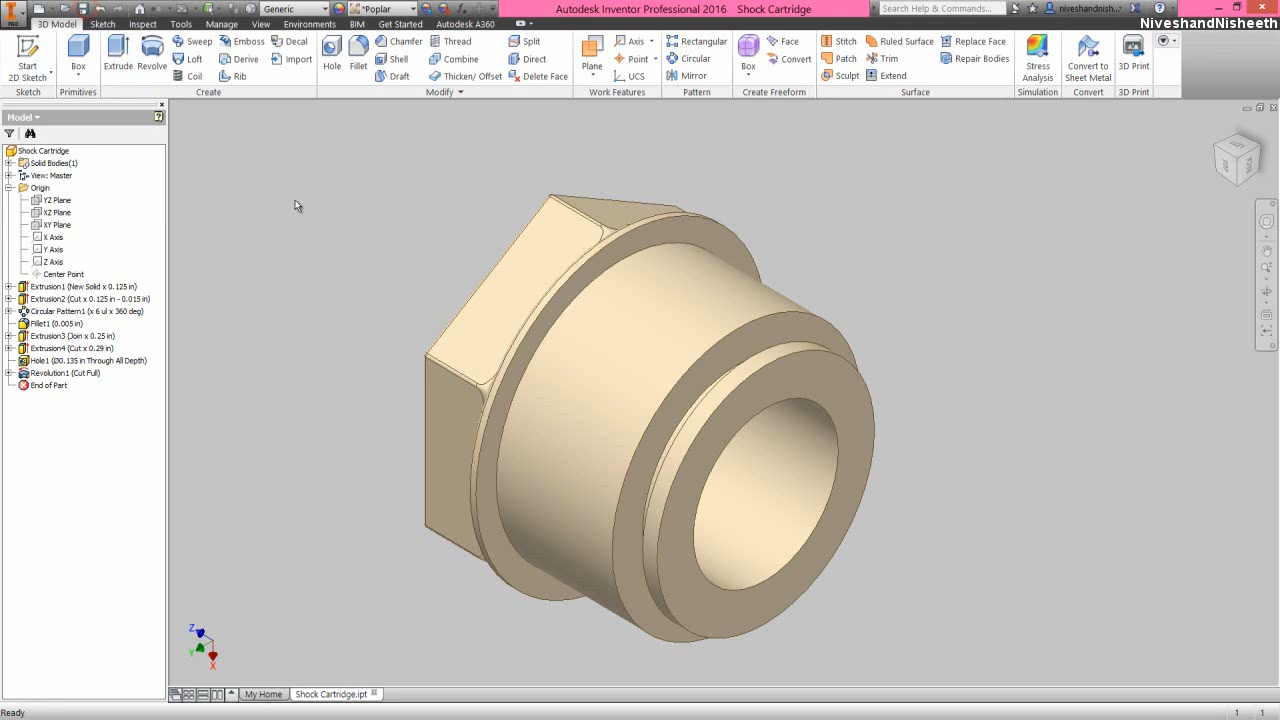 Generic
*Poplar
Autodesk Inventor Professional 2016 Shock Cartridge
Search Help & Commands...
niveshandnish...
NiveshandNisheeth
PRO
3D Model
Sketch
Inspect
Tools
Manage
View
Environments
BIM
Get Started
Autodesk A360
Start
2D Sketch
Sketch
Box
Primitives
Extrude
Revolve
Sweep
Emboss
Decal
Loft
Derive
Import
Coil
Rib
Create
Hole
Fillet
Chamfer
Thread
Split
Shell
Combine
Direct
Draft
Thicken/ Offset
Delete Face
Modify
Plane
Axis
Point
UCS
Work Features
Rectangular
Circular
Mirror
Pattern
Box
Face
Convert
Create Freeform
Stitch
Ruled Surface
Replace Face
Patch
Trim
Repair Bodies
Sculpt
Extend
Surface
Stress
Analysis
Simulation
Convert to
Sheet Metal
Convert
3D Print
3D Print
Model
Shock Cartridge
Solid Bodies(1)
View: Master
Origin
YZ Plane
XZ Plane
XY Plane
X Axis
Y Axis
Z Axis
Center Point
Extrusion1 (New Solid x 0.125 in)
Extrusion2 (Cut x 0.125 in - 0.015 in)
Circular Pattern1 (x 6 ul x 360 deg)
Fillet1 (0.005 in)
Extrusion3 (Join x 0.25 in)
Extrusion4 (Cut x 0.29 in)
Hole1 (Ø0.135 in Through All Depth)
Revolution1 (Cut Full)
End of Part
Z
Y
X
My Home
Shock Cartridge.ipt
Ready
1
1